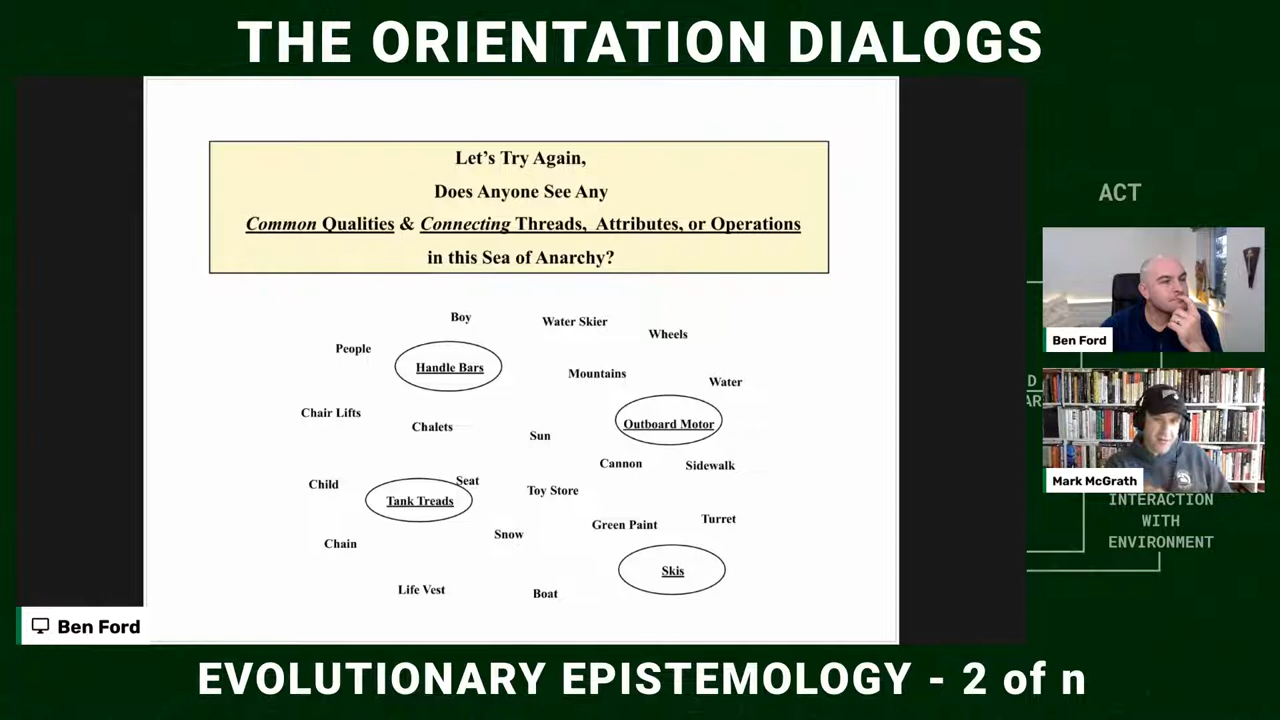 THE ORIENTATION DIALOGS
Let's Try Again,
Does Anyone See Any
Common Qualities & Connecting Threads, Attributes, or Operations
in this Sea of Anarchy?
Boy
Water Skier
Wheels
People
Handle Bars
Mountains
Water
Chair Lifts
Chalets
Sun
Outboard Motor
Cannon
Sidewalk
Child
Seat
Tank Treads
Toy Store
Green Paint
Turret
Snow
Chain
Skis
Life Vest
Boat
Ben Ford
ACT
Ben Ford
D
AR
Mark McGrath
INTERACTION
WITH
ENVIRONMENT
EVOLUTIONARY EPISTEMOLOGY - 2 of n